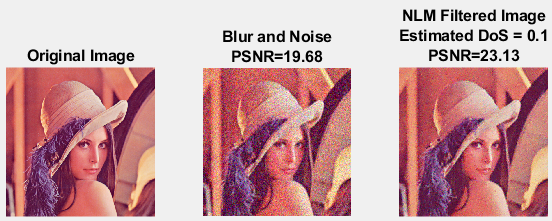 Original Image
Blur and Noise
PSNR=19.68
NLM Filtered Image
Estimated DoS = 0.1
PSNR=23.13